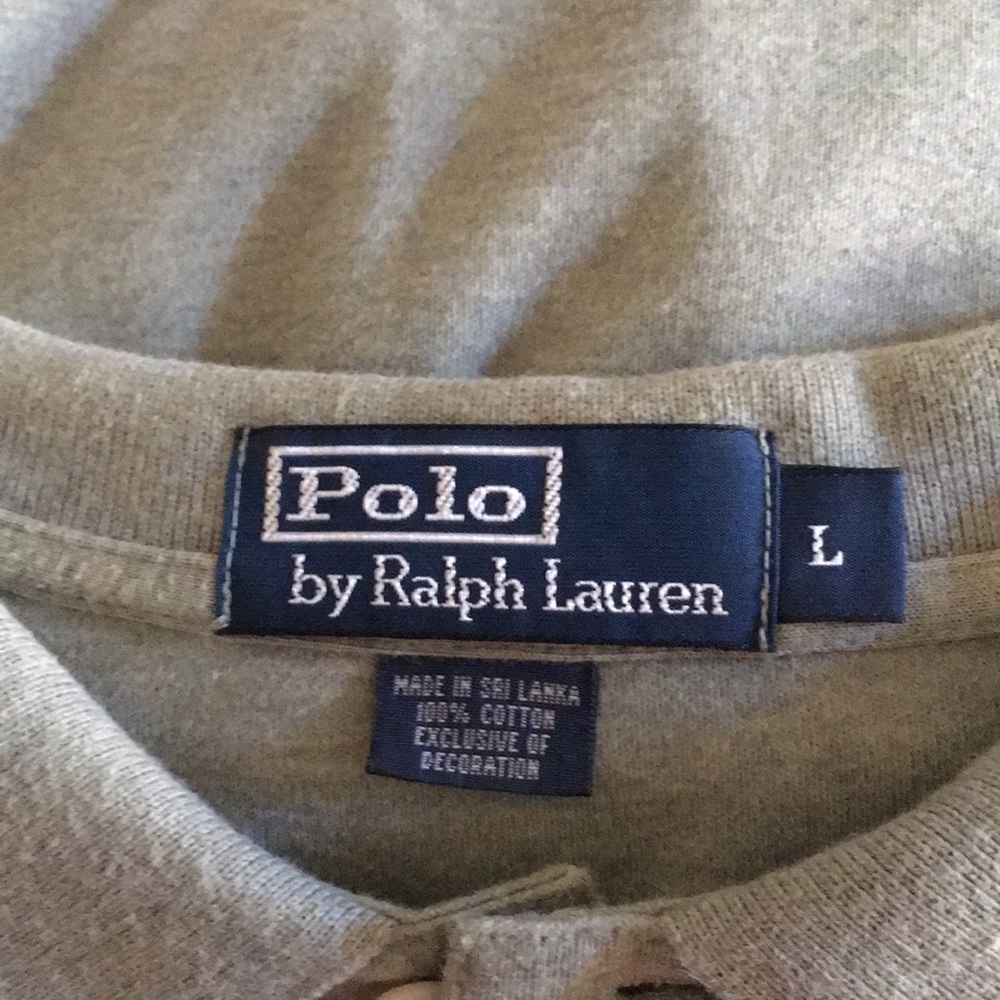 Polo
by Ralph Lauren
L
MADE IN SRI LANKA
100% COTTON
EXCLUSIVE OF
DECORATION